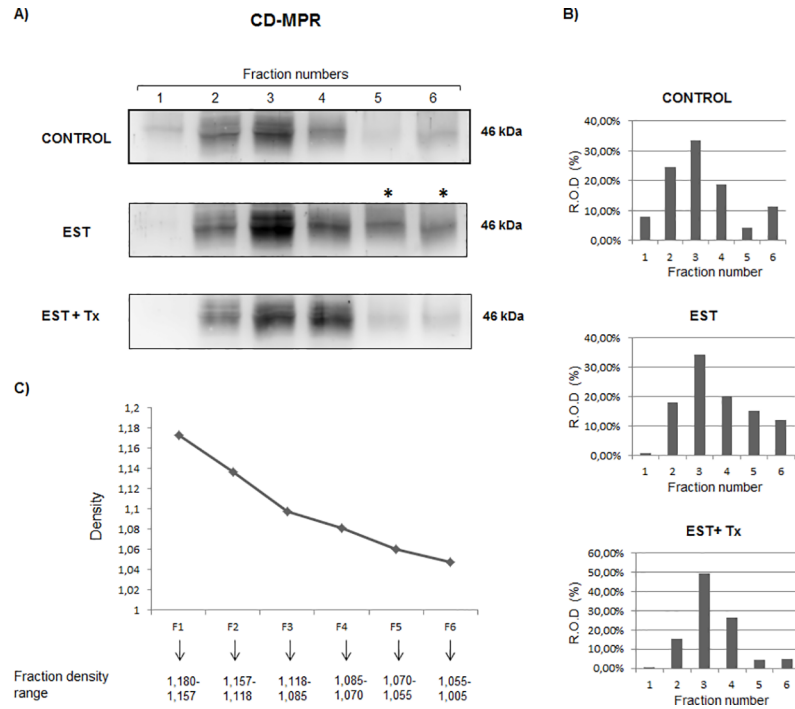 A)
CD-MPR
Fraction numbers
1 2 3 4 5 6
CONTROL
46 kDa
* *
EST
46 kDa
EST + Tx
46 kDa
B)
CONTROL
R.O.D (%)
40,00%
30,00%
20,00%
10,00%
0,00%
1 2 3 4 5 6
Fraction number
EST
R.O.D (%)
40,00%
30,00%
20,00%
10,00%
0,00%
1 2 3 4 5 6
Fraction number
EST+ Tx
R.O.D (%)
60,00%
50,00%
40,00%
30,00%
20,00%
10,00%
0,00%
1 2 3 4 5 6
Fraction number
C)
Density
1,2
1,18
1,16
1,14
1,12
1,1
1,08
1,06
1,04
1,02
1
F1 F2 F3 F4 F5 F6
Fraction density
range
1,180- 1,157- 1,118- 1,085- 1,070- 1,055-
1,157 1,118 1,085 1,070 1,055 1,005